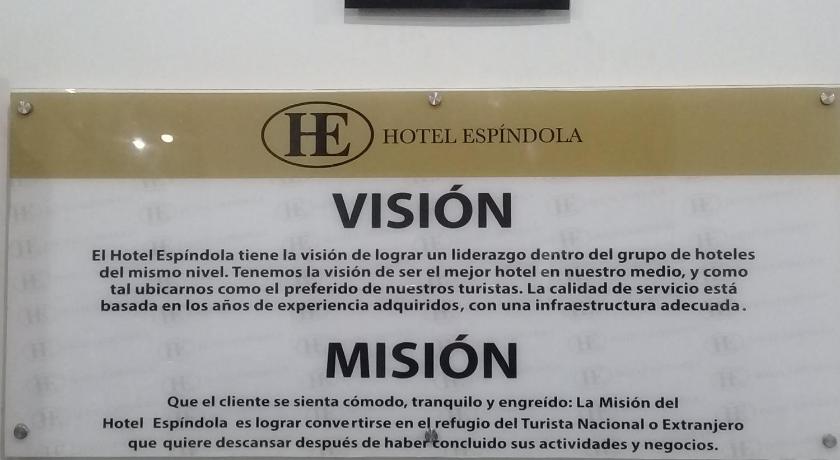 HE HOTEL ESPÍNDOLA
VISIÓN
El Hotel Espíndola tiene la visión de lograr un liderazgo dentro del grupo de hoteles
del mismo nivel. Tenemos la visión de ser el mejor hotel en nuestro medio, y como
tal ubicarnos como el preferido de nuestros turistas. La calidad de servicio está
basada en los años de experiencia adquiridos, con una infraestructura adecuada.
MISIÓN
Que el cliente se sienta cómodo, tranquilo y engreído: La Misión del
Hotel Espíndola es lograr convertirse en el refugio del Turista Nacional o Extranjero
que quiere descansar después de haber concluido sus actividades y negocios.